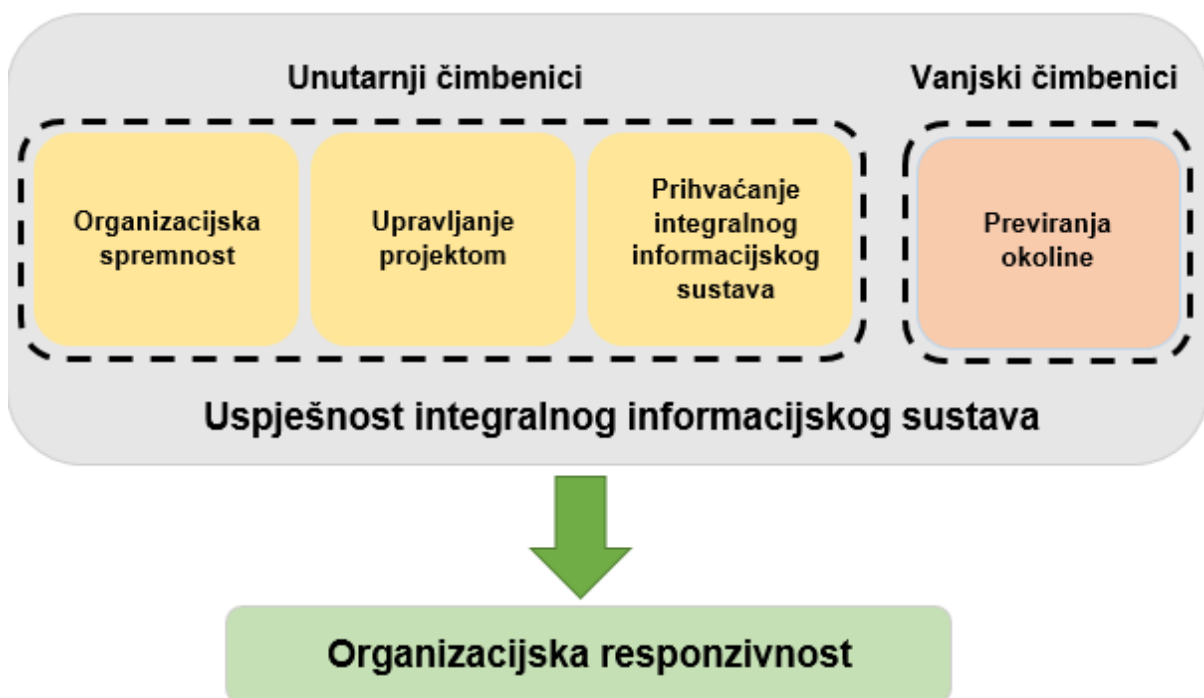 Unutarnji čimbenici
Vanjski čimbenici
Organizacijska
spremnost
Upravljanje
projektom
Prihvaćanje
integralnog
informacijskog
sustava
Previranja
okoline
Uspješnost integralnog informacijskog sustava
Organizacijska responzivnost